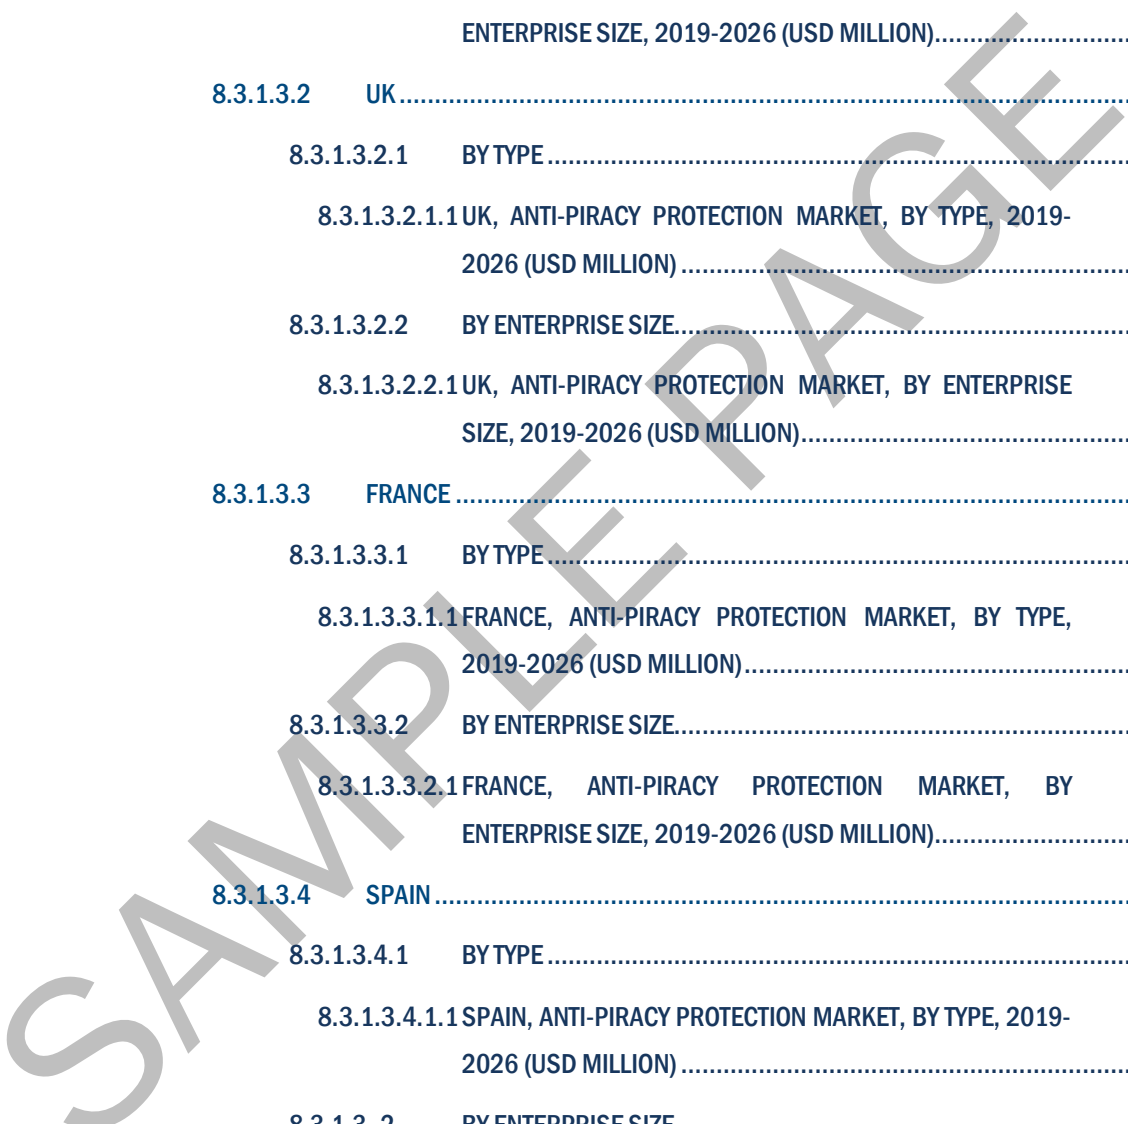 ENTERPRISE SIZE, 2019-2026 (USD MILLION)
8.3.1.3.2 UK
8.3.1.3.2.1 BY TYPE
8.3.1.3.2.1.1 UK, ANTI-PIRACY PROTECTION MARKET, BY TYPE, 2019-
2026 (USD MILLION)
8.3.1.3.2.2 BY ENTERPRISE SIZE
8.3.1.3.2.2.1 UK, ANTI-PIRACY PROTECTION MARKET, BY ENTERPRISE
SIZE, 2019-2026 (USD MILLION)
8.3.1.3.3 FRANCE
8.3.1.3.3.1 BY TYPE
8.3.1.3.3.1.1 FRANCE, ANTI-PIRACY PROTECTION MARKET, BY TYPE,
2019-2026 (USD MILLION)
8.3.1.3.3.2 BY ENTERPRISE SIZE
8.3.1.3.3.2.1 FRANCE, ANTI-PIRACY PROTECTION MARKET, BY
ENTERPRISE SIZE, 2019-2026 (USD MILLION)
8.3.1.3.4 SPAIN
8.3.1.3.4.1 BY TYPE
8.3.1.3.4.1.1 SPAIN, ANTI-PIRACY PROTECTION MARKET, BY TYPE, 2019-
2026 (USD MILLION)
BY ENTERPRISE SIZE
SAMPLE PAGE